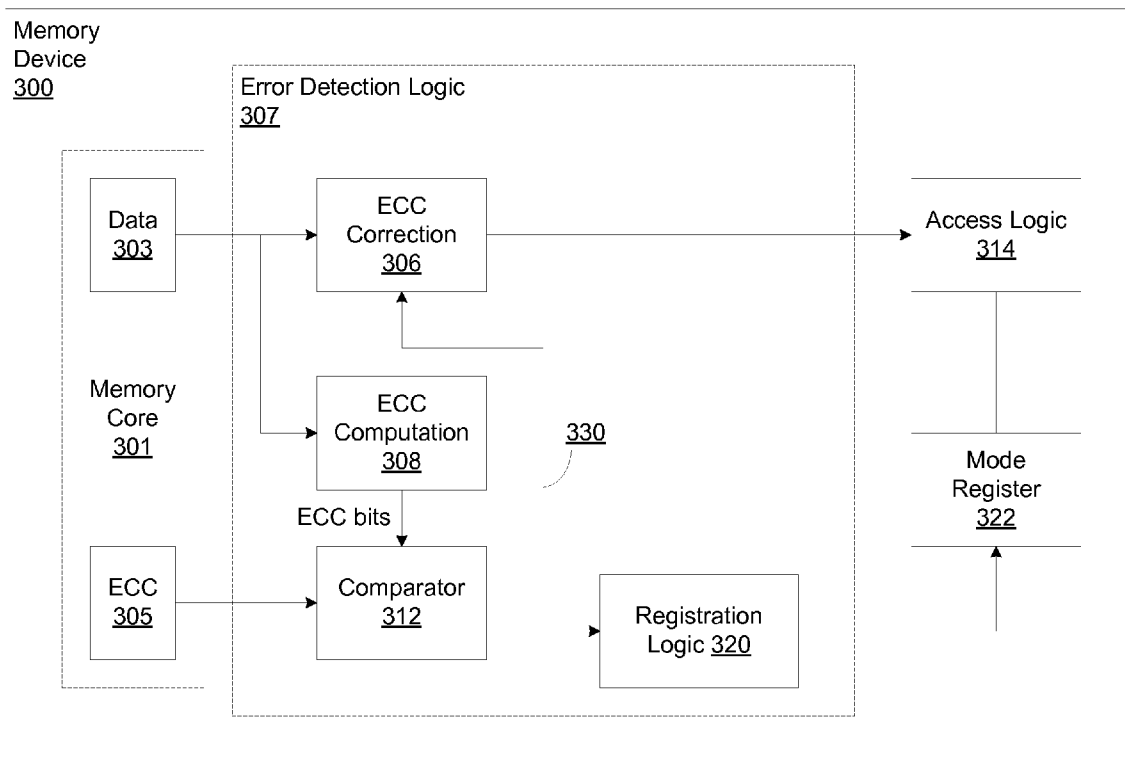 Memory
Device
300
Error Detection Logic
307
Data
303
ECC
Correction
306
Access Logic
314
Memory
Core
301
ECC
Computation
308
330
Mode
Register
322
ECC bits
ECC
305
Comparator
312
Registration
Logic 320